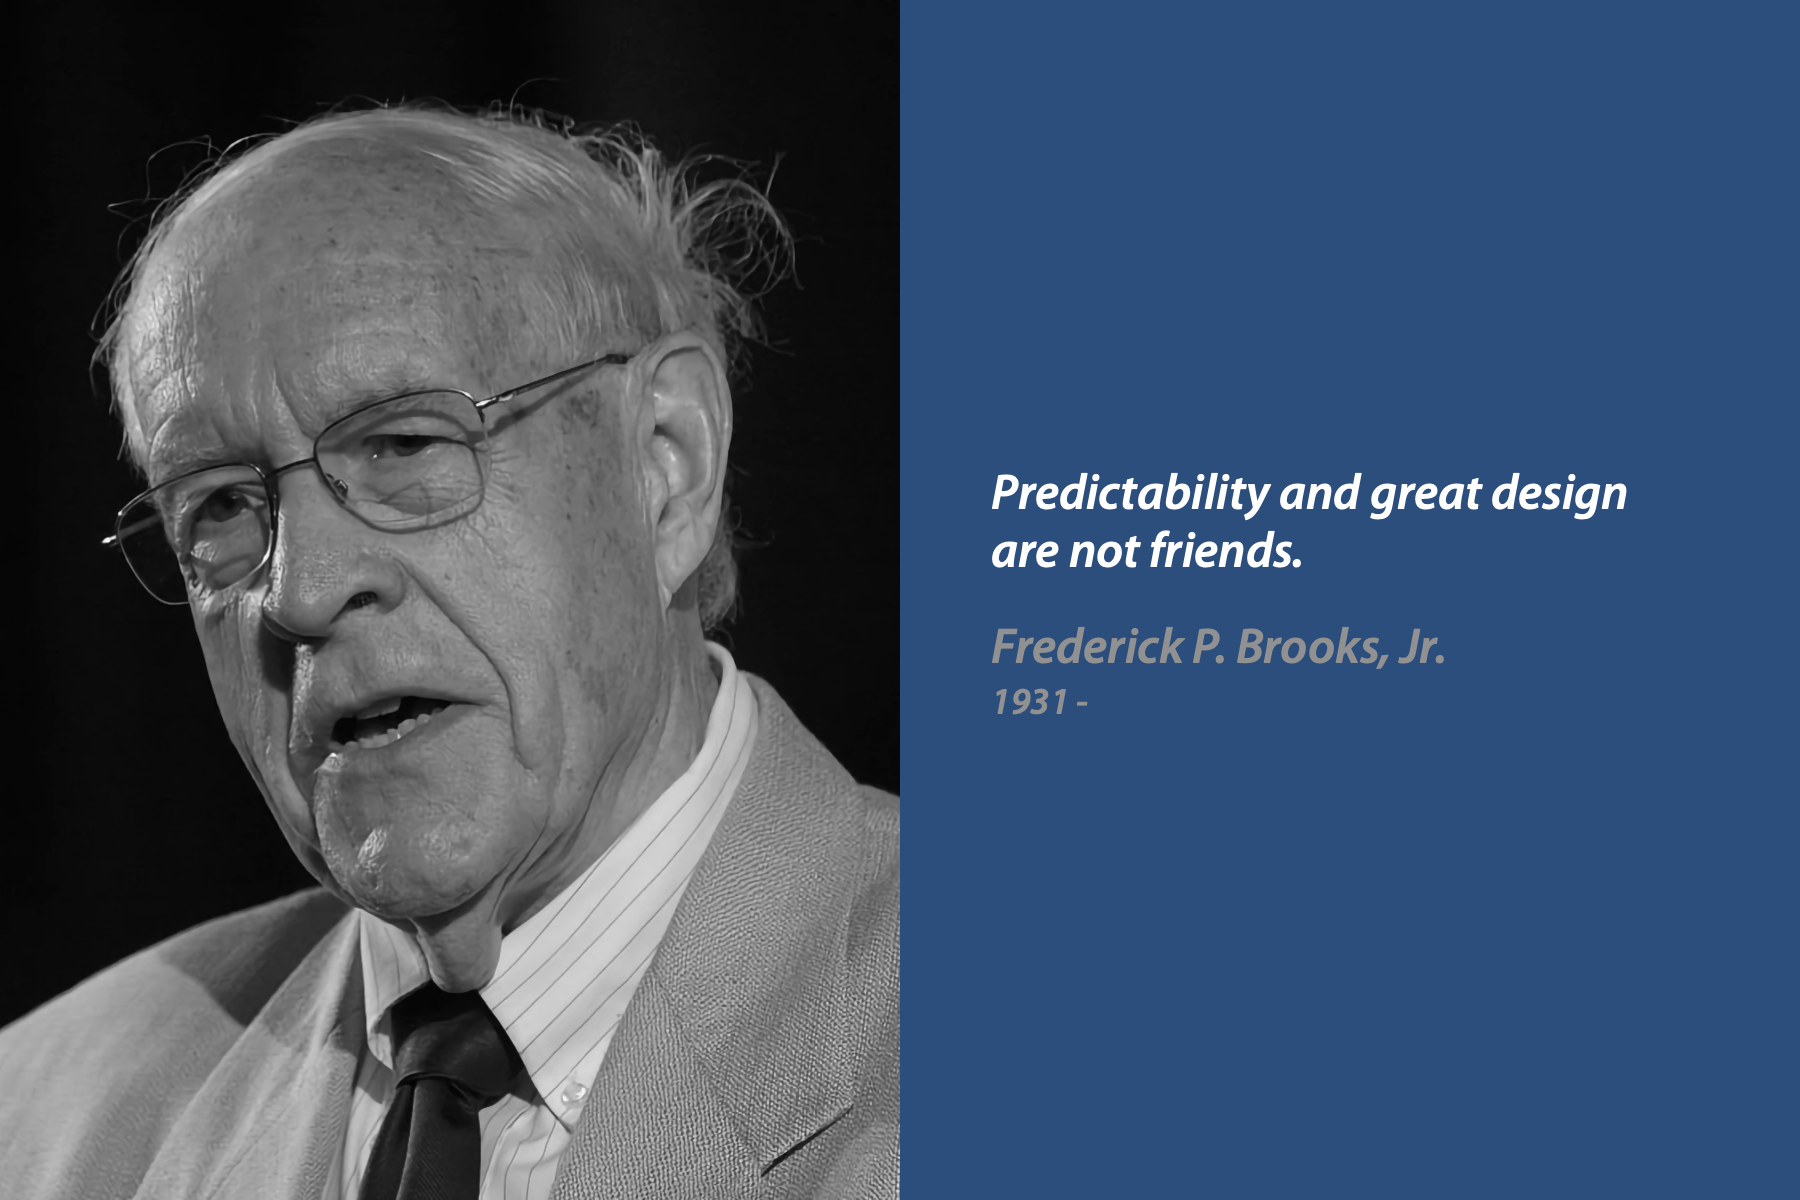 Predictability and great design
are not friends.
Frederick P. Brooks, Jr.
1931 -